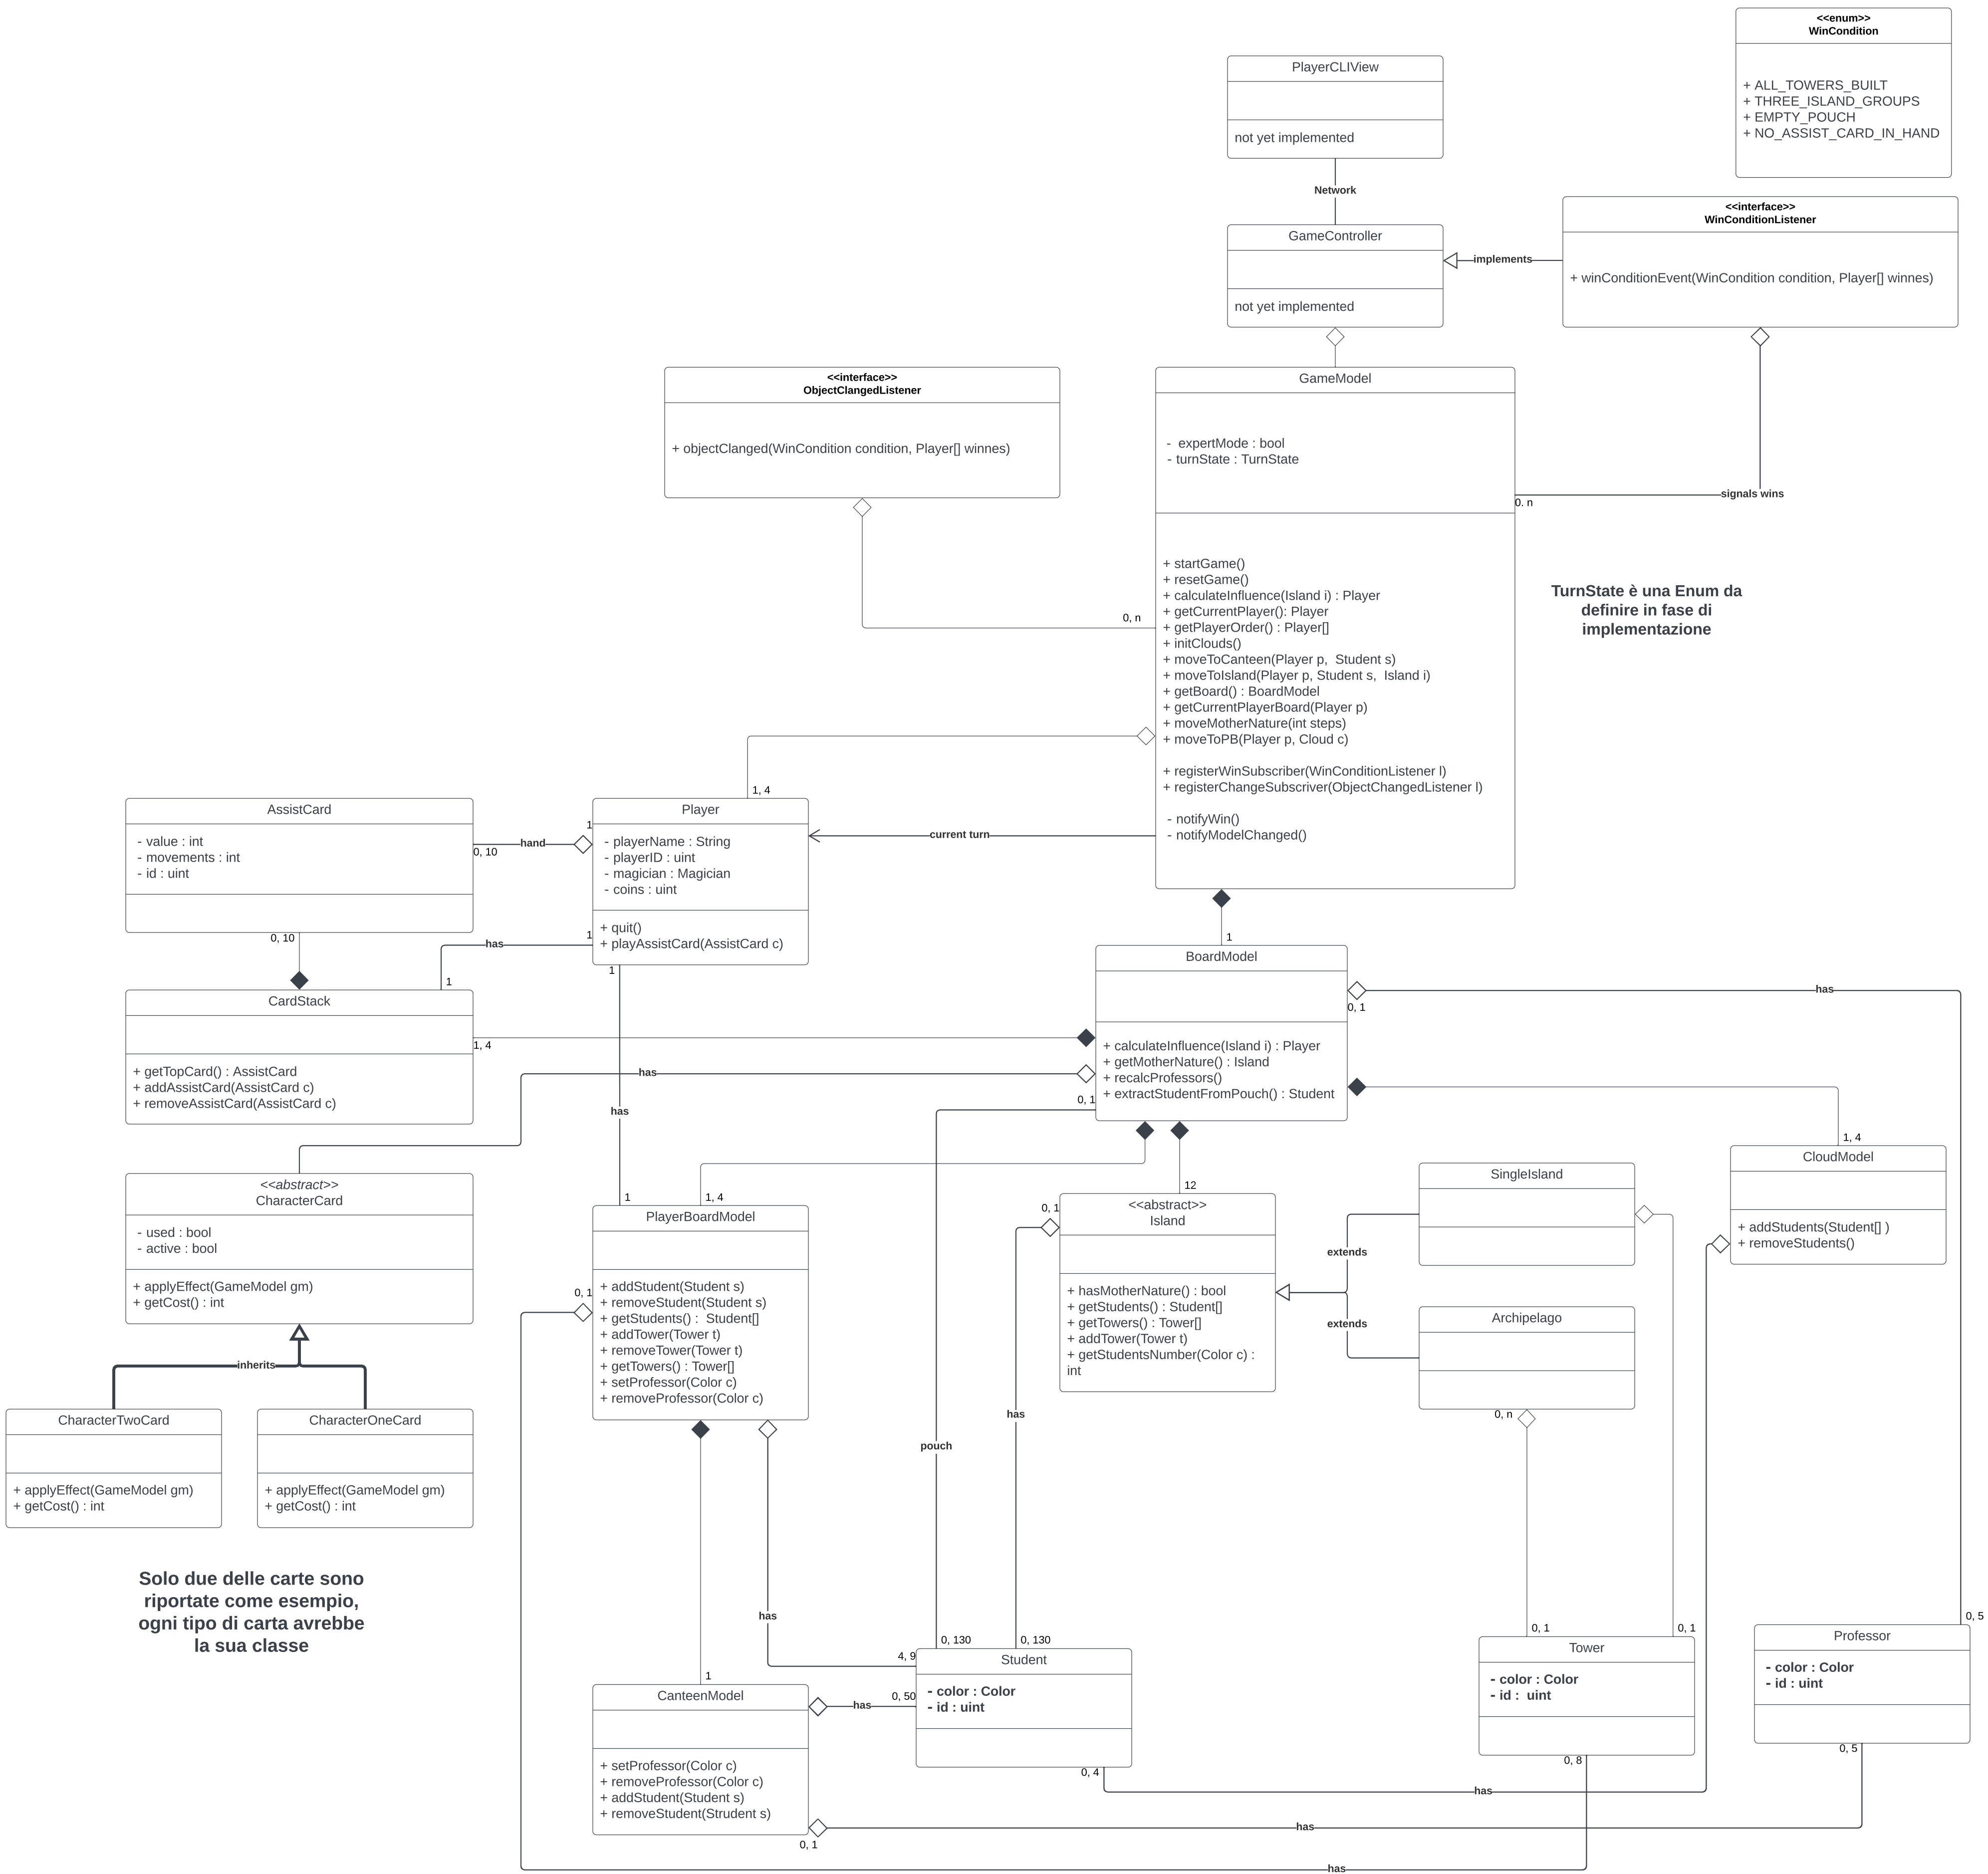 <<enum>>
WinCondition
+ ALL_TOWERS_BUILT
+ THREE_ISLAND_GROUPS
+ EMPTY_POUCH
+ NO_ASSIST_CARD_IN_HAND
PlayerCLIView
not yet implemented
Network
GameController
not yet implemented
implements
<<interface>>
WinConditionListener
+ winConditionEvent(WinCondition condition, Player[] winnes)
signals wins
0. n
<<interface>>
ObjectClangedListener
+ objectClanged(WinCondition condition, Player[] winnes)
0, n
GameModel
- expertMode : bool
- turnState : TurnState
+ startGame()
+ resetGame()
+ calculateInfluence(Island i) : Player
+ getCurrentPlayer(): Player
+ getPlayerOrder() : Player[]
+ initClouds()
+ moveToCanteen(Player p,  Student s)
+ moveToIsland(Player p, Student s,  Island i)
+ getBoard() : BoardModel
+ getCurrentPlayerBoard(Player p)
+ moveMotherNature(int steps)
+ moveToPB(Player p, Cloud c)
+ registerWinSubscriber(WinConditionListener l)
+ registerChangeSubscriver(ObjectChangedListener l)
- notifyWin()
- notifyModelChanged()
TurnState è una Enum da
definire in fase di
implementazione
1, 4
current turn
AssistCard
- value : int
- movements : int
- id : uint
0, 10
hand
1
0, 10
Player
- playerName : String
- playerID : uint
- magician : Magician
- coins : uint
+ quit()
+ playAssistCard(AssistCard c)
1
has
1
1
has
1
CardStack
+ getTopCard() : AssistCard
+ addAssistCard(AssistCard c)
+ removeAssistCard(AssistCard c)
1, 4
has
1
BoardModel
+ calculateInfluence(Island i) : Player
+ getMotherNature() : Island
+ recalcProfessors()
+ extractStudentFromPouch() : Student
0, 1
has
0, 1
1, 4
CloudModel
+ addStudents(Student[] )
+ removeStudents()
<<abstract>>
CharacterCard
- used : bool
- active : bool
+ applyEffect(GameModel gm)
+ getCost() : int
inherits
CharacterTwoCard
+ applyEffect(GameModel gm)
+ getCost() : int
CharacterOneCard
+ applyEffect(GameModel gm)
+ getCost() : int
Solo due delle carte sono
riportate come esempio,
ogni tipo di carta avrebbe
la sua classe
1, 4
PlayerBoardModel
+ addStudent(Student s)
+ removeStudent(Student s)
+ getStudents() :  Student[]
+ addTower(Tower t)
+ removeTower(Tower t)
+ getTowers() : Tower[]
+ setProfessor(Color c)
+ removeProfessor(Color c)
0, 1
12
0, 1
<<abstract>>
Island
+ hasMotherNature() : bool
+ getStudents() : Student[]
+ getTowers() : Tower[]
+ addTower(Tower t)
+ getStudentsNumber(Color c) :
int
extends
extends
SingleIsland
Archipelago
0, n
has
pouch
has
4, 9
0, 130
0, 130
Student
- color : Color
- id : uint
0, 50
has
0, 4
has
1
CanteenModel
+ setProfessor(Color c)
+ removeProfessor(Color c)
+ addStudent(Student s)
+ removeStudent(Strudent s)
0, 1
has
0, 1
0, 1
Tower
- color : Color
- id :  uint
0, 8
has
0, 5
Professor
- color : Color
- id : uint
0, 5